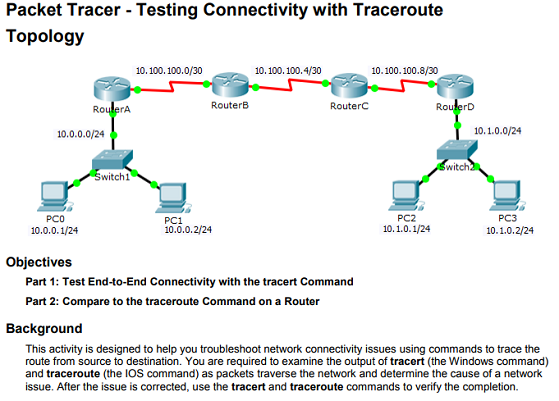 Packet Tracer - Testing Connectivity with Traceroute
Topology
10.100.100.0/30
10.100.100.4/30
10.100.100.8/30
RouterA
RouterB
RouterC
RouterD
10.0.0.0/24
10.1.0.0/24
Switch1
Switch2
PC0
10.0.0.1/24
PC1
10.0.0.2/24
PC2
10.1.0.1/24
PC3
10.1.0.2/24
Objectives
Part 1: Test End-to-End Connectivity with the tracert Command
Part 2: Compare to the traceroute Command on a Router
Background
This activity is designed to help you troubleshoot network connectivity issues using commands to trace the
route from source to destination. You are required to examine the output of tracert (the Windows command)
and traceroute (the IOS command) as packets traverse the network and determine the cause of a network
issue. After the issue is corrected, use the tracert and traceroute commands to verify the completion.